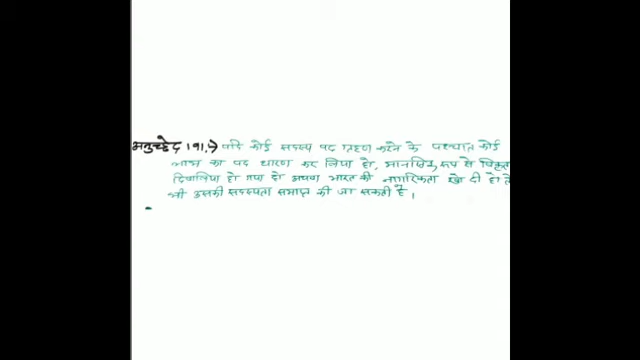 अनुच्छेद 191 → यदि कोई सदस्य पद ग्रहण करने के पश्चात कोई
लाभ का पद धारण कर लिया हो, मानसिक रूप से विकृत
दिवालिया हो गया हो अथवा भारत की नागरिकता खो दी हो तो
भी उसकी सदस्यता समाप्त की जा सकती है।